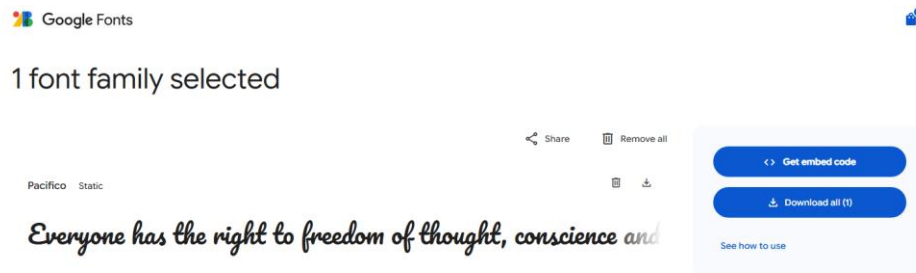 Google Fonts
1 font family selected
Share Remove all
Get embed code
Pacifico Static
Download all (1)
Everyone has the right to freedom of thought, conscience and
See how to use